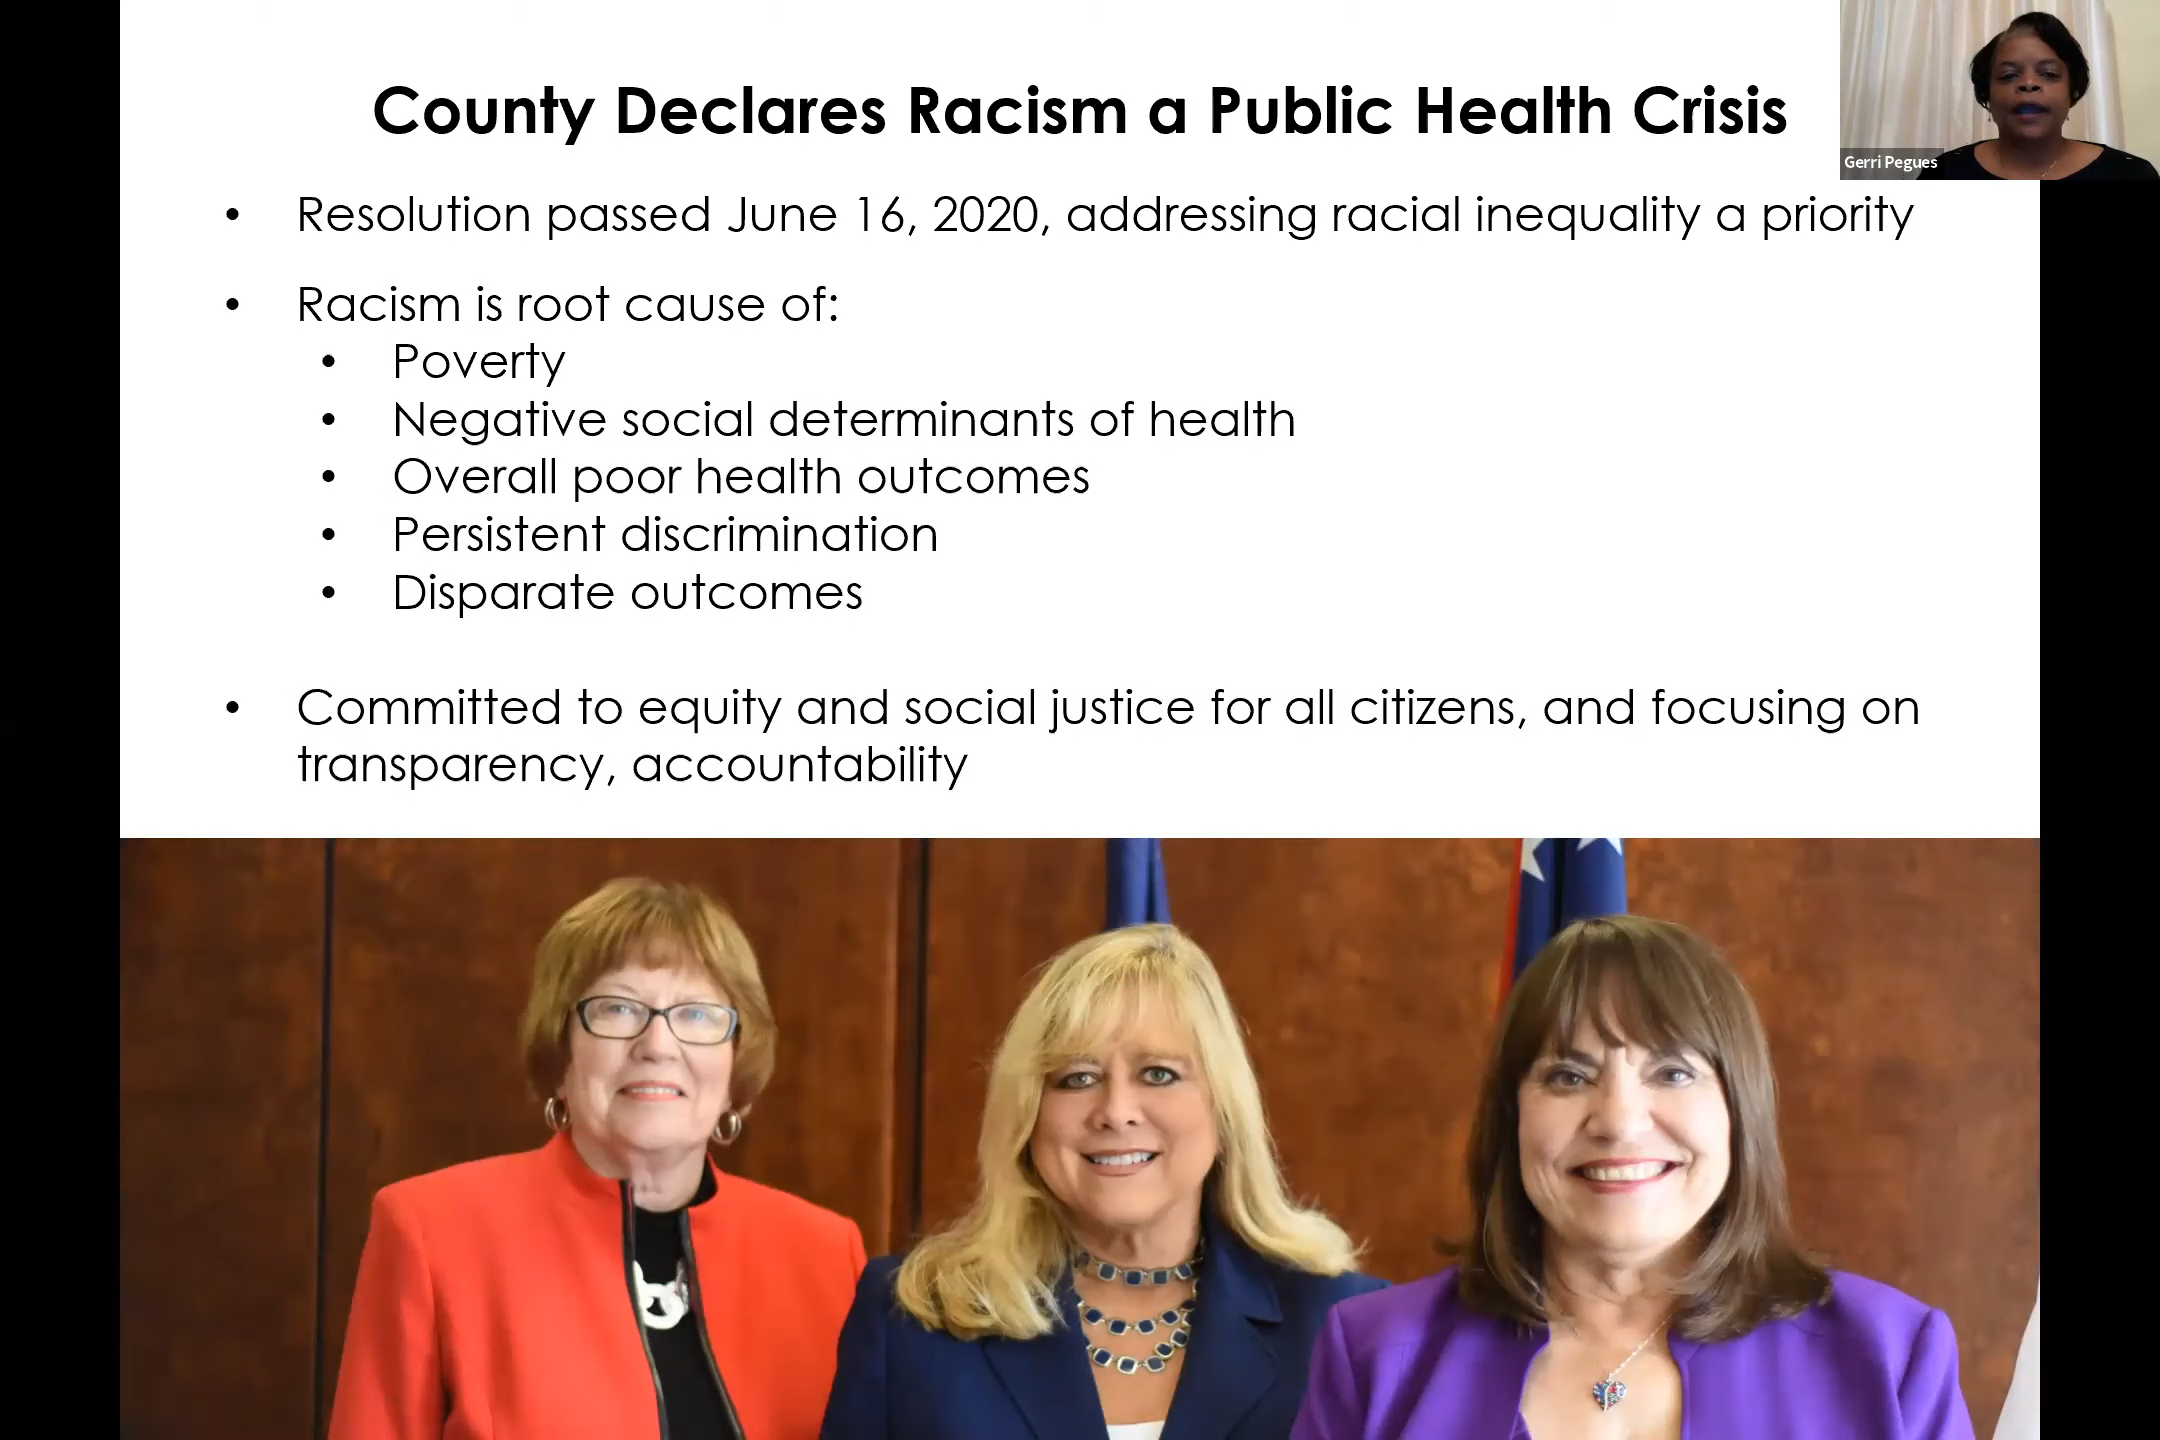 County Declares Racism a Public Health Crisis
Gerri Pegues
• Resolution passed June 16, 2020, addressing racial inequality a priority
• Racism is root cause of:
• Poverty
• Negative social determinants of health
• Overall poor health outcomes
• Persistent discrimination
• Disparate outcomes
• Committed to equity and social justice for all citizens, and focusing on
transparency, accountability